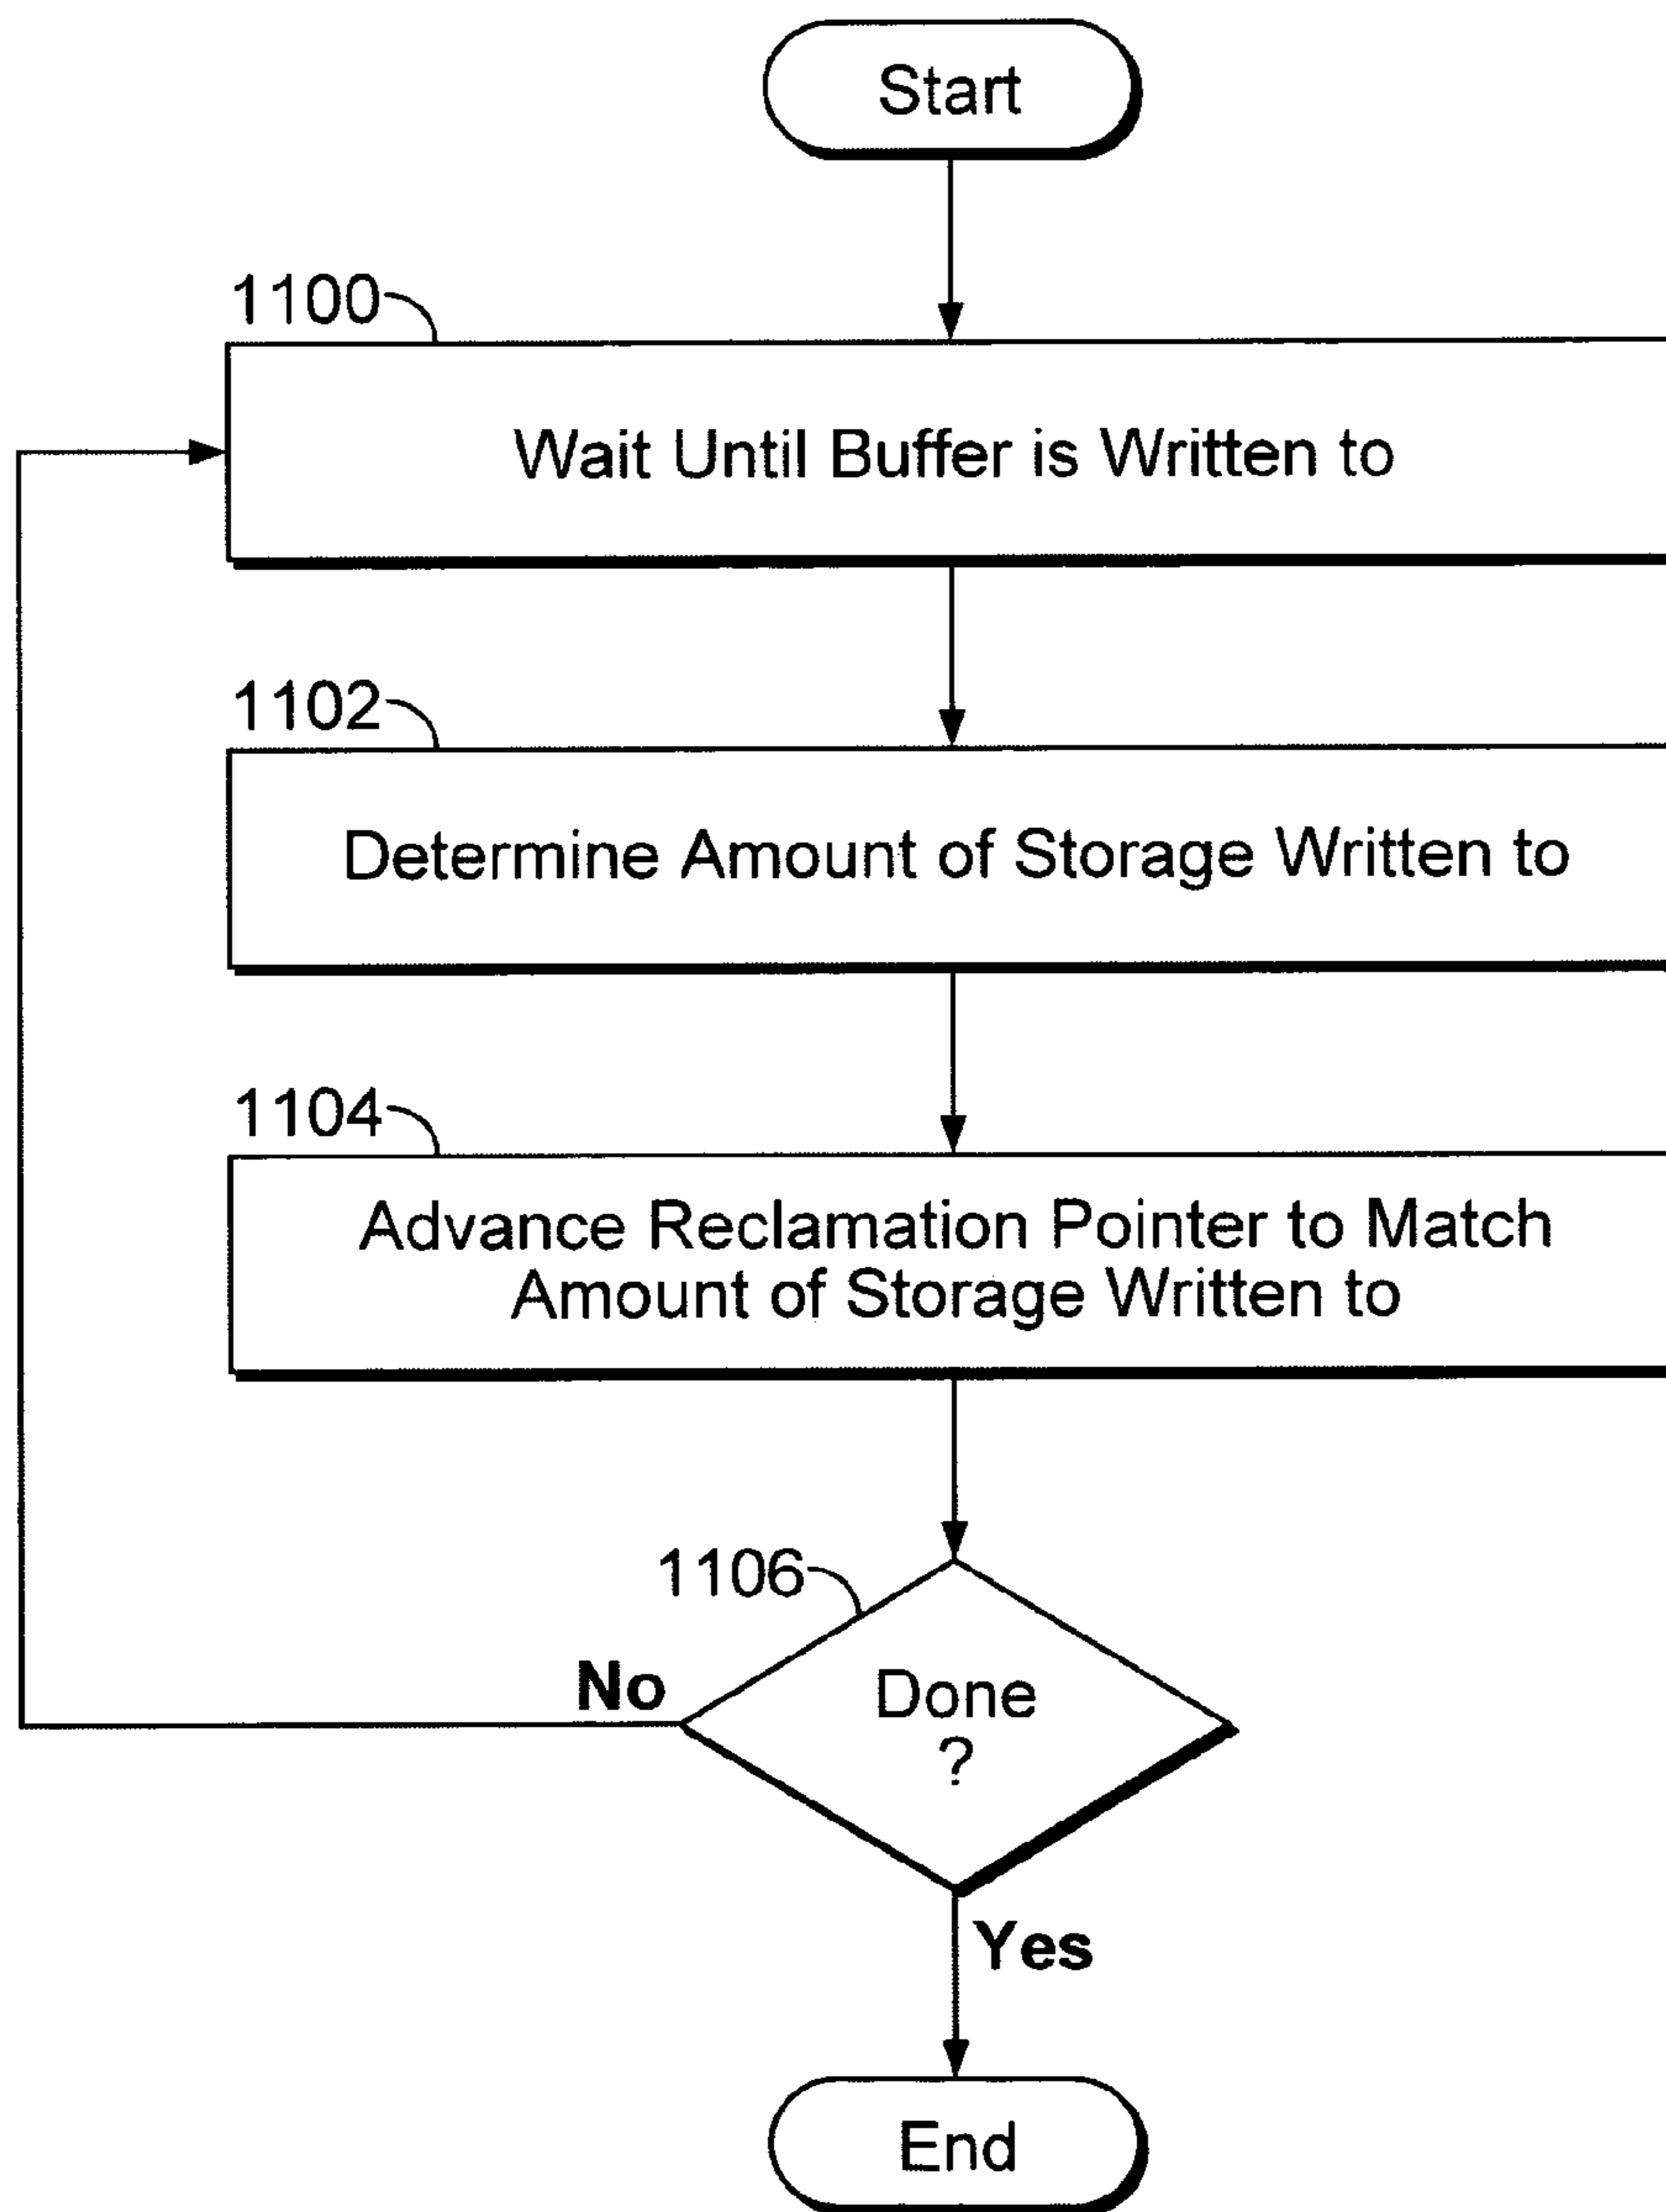 Start
1100
Wait Until Buffer is Written to
1102
Determine Amount of Storage Written to
1104
Advance Reclamation Pointer to Match
Amount of Storage Written to
1106
No
Done
?
Yes
End